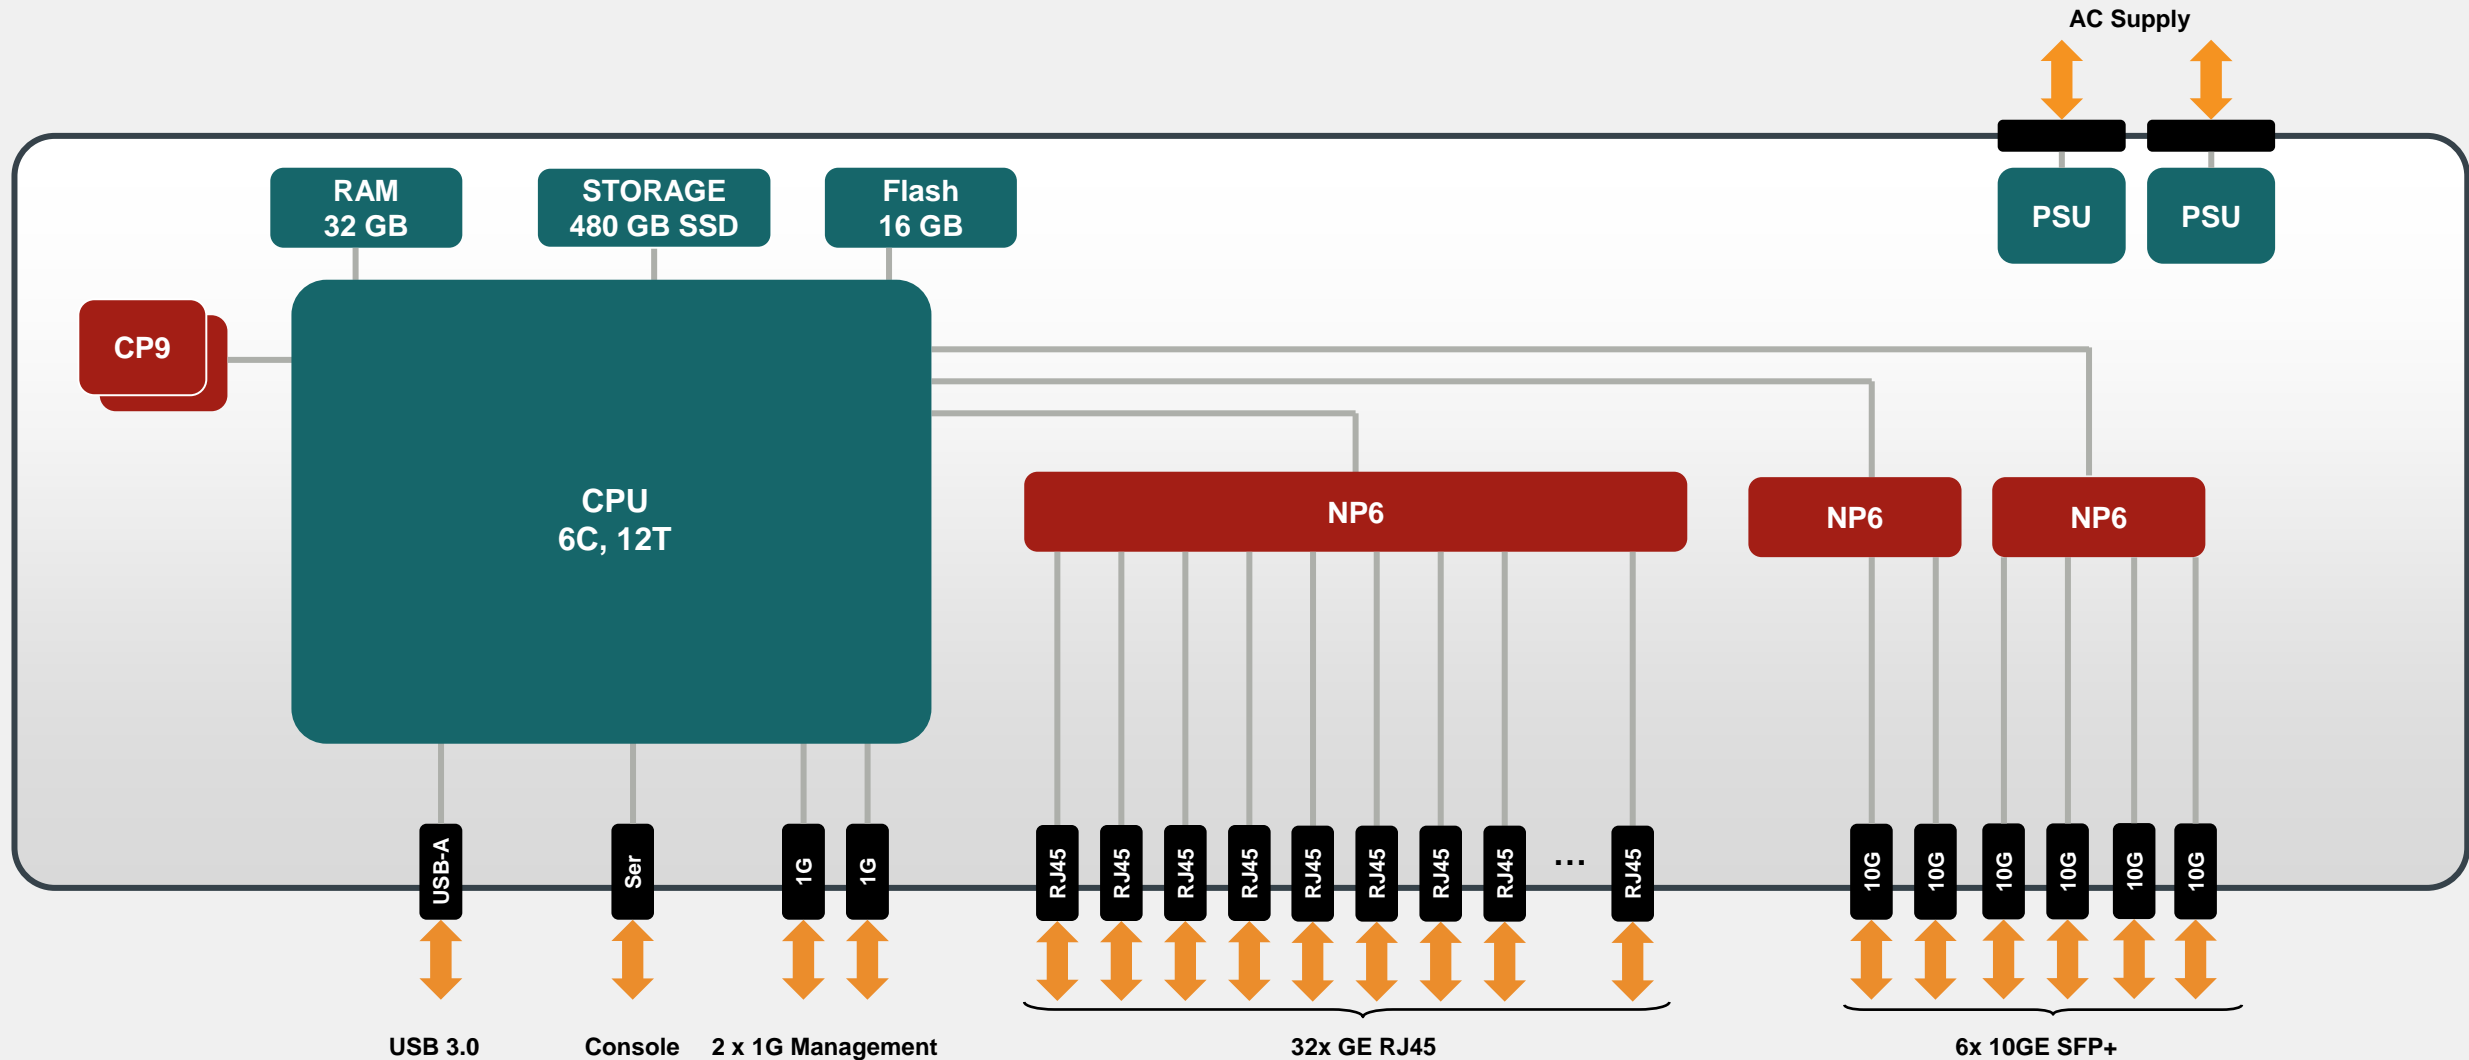 AC Supply
RAM
32 GB
STORAGE
480 GB SSD
Flash
16 GB
PSU
PSU
CP9
CPU
6C, 12T
NP6
NP6
NP6
USB-A
Ser
1G
1G
RJ45
RJ45
RJ45
RJ45
RJ45
RJ45
RJ45
RJ45
...
RJ45
10G
10G
10G
10G
10G
10G
USB 3.0
Console
2 x 1G Management
32x GE RJ45
6x 10GE SFP+